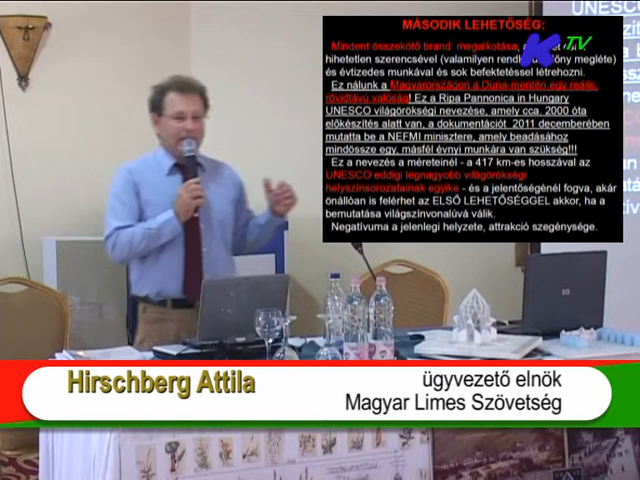 MÁSODIK LEHETŐSÉG:
Mindent összekötő brand megalkotása,
hihetetlen szerencsével (valamilyen
és évtizedes munkával és sok befektetéssel létrehozni.
Ez nálunk a Magyarországon a Duna-mentén egy reális,
rövidtávú valóság! Ez a Ripa Pannonica in Hungary
UNESCO világörökségi nevezése, amely cca. 2000 óta
előkészítés alatt van, a dokumentációt 2011 decemberében
mutatta be a NEFMI minisztere, amely beadásához
mindössze egy, másfél évnyi munkára van szükség!!!
Ez a nevezés a méreteinél - a 417 km-es hosszával az
UNESCO eddigi legnagyobb világörökségi
helyszínsorozatainak egyike - és a jelentőségénél fogva, akár
önállóan is felérhet az ELSŐ LEHETŐSÉGGEL akkor, ha a
bemutatása világszínvonalúvá válik.
Negatívuma a jelenlegi helyzete, attrakció szegénysége.
K TV
UNESCO
Hirschberg Attila
ügyvezető elnök
Magyar Limes Szövetség